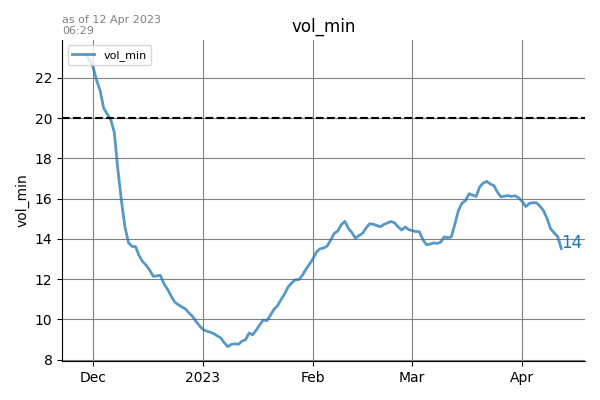 as of 12 Apr 2023
06:29
vol_min
vol_min
22
20
18
16
14
12
10
8
vol_min
14
Dec
2023
Feb
Mar
Apr